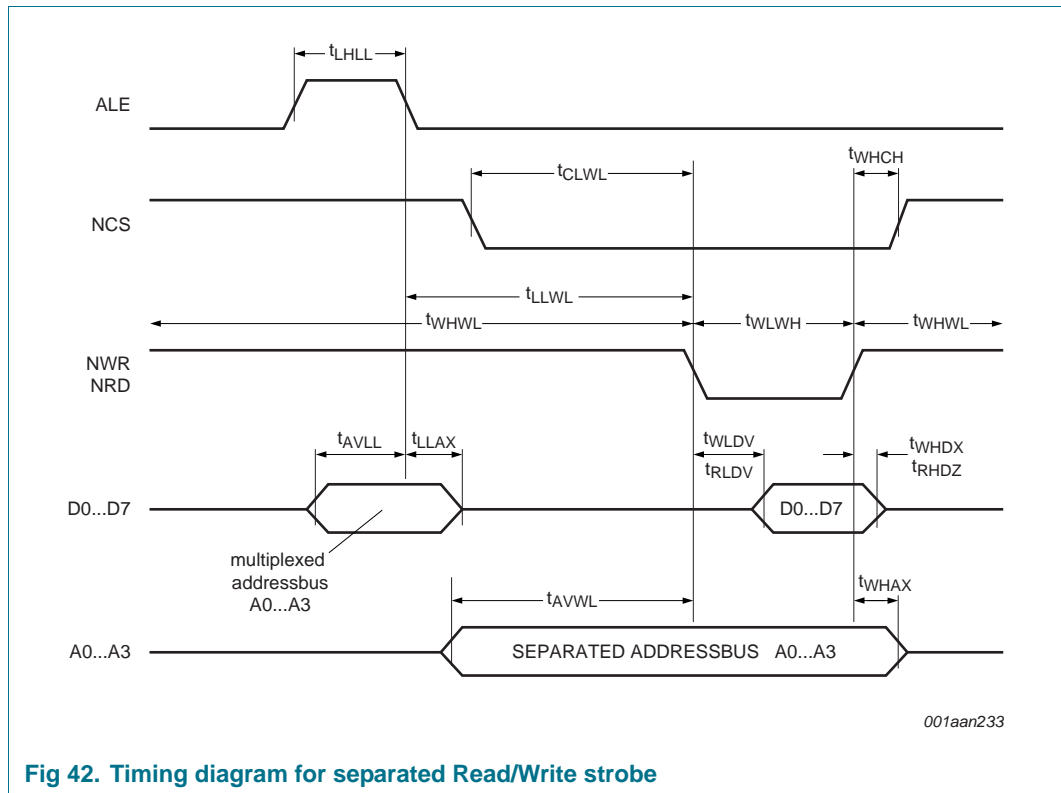 tLHLL
ALE
tWHCH
tCLWL
NCS
tLLWL
tWHWL
tWLWH
tWHWL
NWR
NRD
tAVLL
tLLAX
tWLDV
tRLDV
tWHDX
tRHDZ
D0...D7
D0...D7
multiplexed
addressbus
A0...A3
tAVWL
tWHAX
A0...A3
SEPARATED ADDRESSBUS A0...A3
001aan233
Fig 42. Timing diagram for separated Read/Write strobe